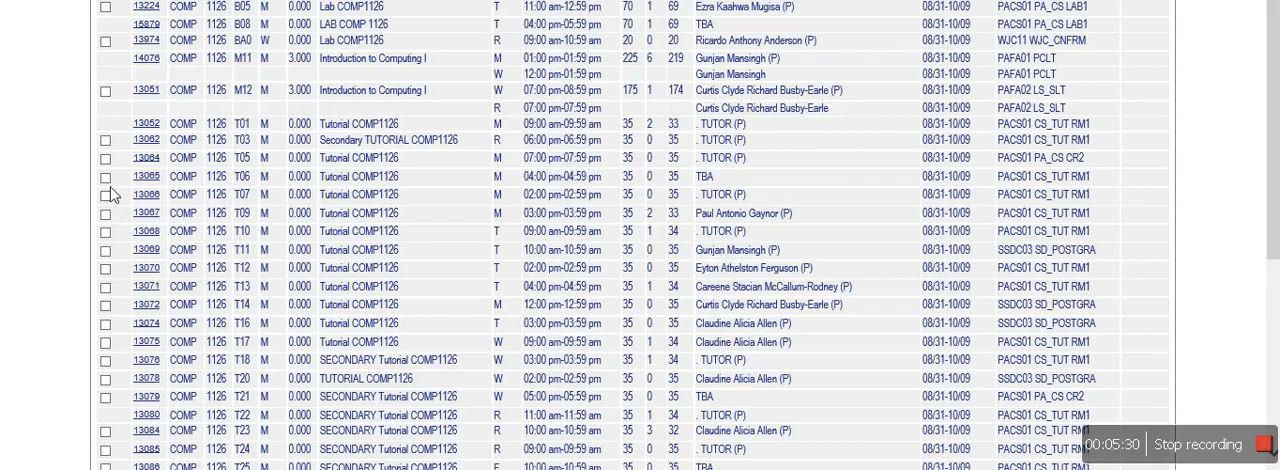 13224 COMP 1126 B05 M 0.000 Lab COMP1126 T 11:00 am-12:59 pm 70 1 69 Ezra Kaahwa Mugisa (P) 08/31-10/09 PACS01 PA_CS LAB1
15879 COMP 1126 B08 M 0.000 LAB COMP 1126 T 04:00 pm-05:59 pm 70 1 69 TBA 08/31-10/09 PACS01 PA_CS LAB1
13974 COMP 1126 BA0 W 0.000 Lab COMP1126 R 09:00 am-10:59 am 20 0 20 Ricardo Anthony Anderson (P) 08/31-10/09 WJC11 WJC_CNFRM
14076 COMP 1126 M11 M 3.000 Introduction to Computing I M 01:00 pm-01:59 pm 225 6 219 Gunjan Mansingh (P) 08/31-10/09 PAFA01 PCLT
W 12:00 pm-01:59 pm Gunjan Mansingh 08/31-10/09 PAFA01 PCLT
13051 COMP 1126 M12 M 3.000 Introduction to Computing I W 07:00 pm-08:59 pm 175 1 174 Curtis Clyde Richard Busby-Earle (P) 08/31-10/09 PAFA02 LS_SLT
R 07:00 pm-07:59 pm Curtis Clyde Richard Busby-Earle 08/31-10/09 PAFA02 LS_SLT
13052 COMP 1126 T01 M 0.000 Tutorial COMP1126 M 09:00 am-09:59 am 35 2 33 . TUTOR (P) 08/31-10/09 PACS01 CS_TUT RM1
13062 COMP 1126 T03 M 0.000 Secondary TUTORIAL COMP1126 R 06:00 pm-06:59 pm 35 0 35 . TUTOR (P) 08/31-10/09 PACS01 CS_TUT RM1
13064 COMP 1126 T05 M 0.000 Tutorial COMP1126 M 07:00 pm-07:59 pm 35 0 35 . TUTOR (P) 08/31-10/09 PACS01 PA_CS CR2
13065 COMP 1126 T06 M 0.000 Tutorial COMP1126 M 04:00 pm-04:59 pm 35 0 35 TBA 08/31-10/09 PACS01 CS_TUT RM1
13066 COMP 1126 T07 M 0.000 Tutorial COMP1126 M 02:00 pm-02:59 pm 35 0 35 . TUTOR (P) 08/31-10/09 PACS01 CS_TUT RM1
13067 COMP 1126 T09 M 0.000 Tutorial COMP1126 M 03:00 pm-03:59 pm 35 2 33 Paul Antonio Gaynor (P) 08/31-10/09 PACS01 CS_TUT RM1
13068 COMP 1126 T10 M 0.000 Tutorial COMP1126 T 09:00 am-09:59 am 35 1 34 . TUTOR (P) 08/31-10/09 PACS01 CS_TUT RM1
13069 COMP 1126 T11 M 0.000 Tutorial COMP1126 T 10:00 am-10:59 am 35 0 35 Gunjan Mansingh (P) 08/31-10/09 SSDC03 SD_POSTGRA
13070 COMP 1126 T12 M 0.000 Tutorial COMP1126 T 02:00 pm-02:59 pm 35 0 35 Eyton Athelston Ferguson (P) 08/31-10/09 PACS01 CS_TUT RM1
13071 COMP 1126 T13 M 0.000 Tutorial COMP1126 T 04:00 pm-04:59 pm 35 1 34 Careene Stacian McCallum-Rodney (P) 08/31-10/09 PACS01 CS_TUT RM1
13072 COMP 1126 T14 M 0.000 Tutorial COMP1126 M 12:00 pm-12:59 pm 35 0 35 Curtis Clyde Richard Busby-Earle (P) 08/31-10/09 SSDC03 SD_POSTGRA
13074 COMP 1126 T16 M 0.000 Tutorial COMP1126 T 03:00 pm-03:59 pm 35 0 35 Claudine Alicia Allen (P) 08/31-10/09 SSDC03 SD_POSTGRA
13075 COMP 1126 T17 M 0.000 Tutorial COMP1126 W 09:00 am-09:59 am 35 1 34 Claudine Alicia Allen (P) 08/31-10/09 PACS01 CS_TUT RM1
13076 COMP 1126 T18 M 0.000 SECONDARY Tutorial COMP1126 W 03:00 pm-03:59 pm 35 1 34 . TUTOR (P) 08/31-10/09 PACS01 CS_TUT RM1
13078 COMP 1126 T20 M 0.000 TUTORIAL COMP1126 W 02:00 pm-02:59 pm 35 0 35 Claudine Alicia Allen (P) 08/31-10/09 SSDC03 SD_POSTGRA
13079 COMP 1126 T21 M 0.000 SECONDARY Tutorial COMP1126 W 05:00 pm-05:59 pm 35 0 35 TBA 08/31-10/09 PACS01 PA_CS CR2
13080 COMP 1126 T22 M 0.000 SECONDARY Tutorial COMP1126 R 11:00 am-11:59 am 35 1 34 . TUTOR (P) 08/31-10/09 PACS01 CS_TUT RM1
13084 COMP 1126 T23 M 0.000 SECONDARY Tutorial COMP1126 R 10:00 am-10:59 am 35 3 32 Claudine Alicia Allen (P) 08/31-10/09 PACS01 CS_TUT RM1
13085 COMP 1126 T24 M 0.000 SECONDARY Tutorial COMP1126 R 09:00 am-09:59 am 35 0 35 . TUTOR (P) 08/31-10/09 PACS01
00:05:30 Stop recording
13086 COMP 1126 T25 M 0.000 SECONDARY Tutorial COMP1126 F 10:00 am-10:59 am 35 0 35 TBA 08/31-10/09 PACS01